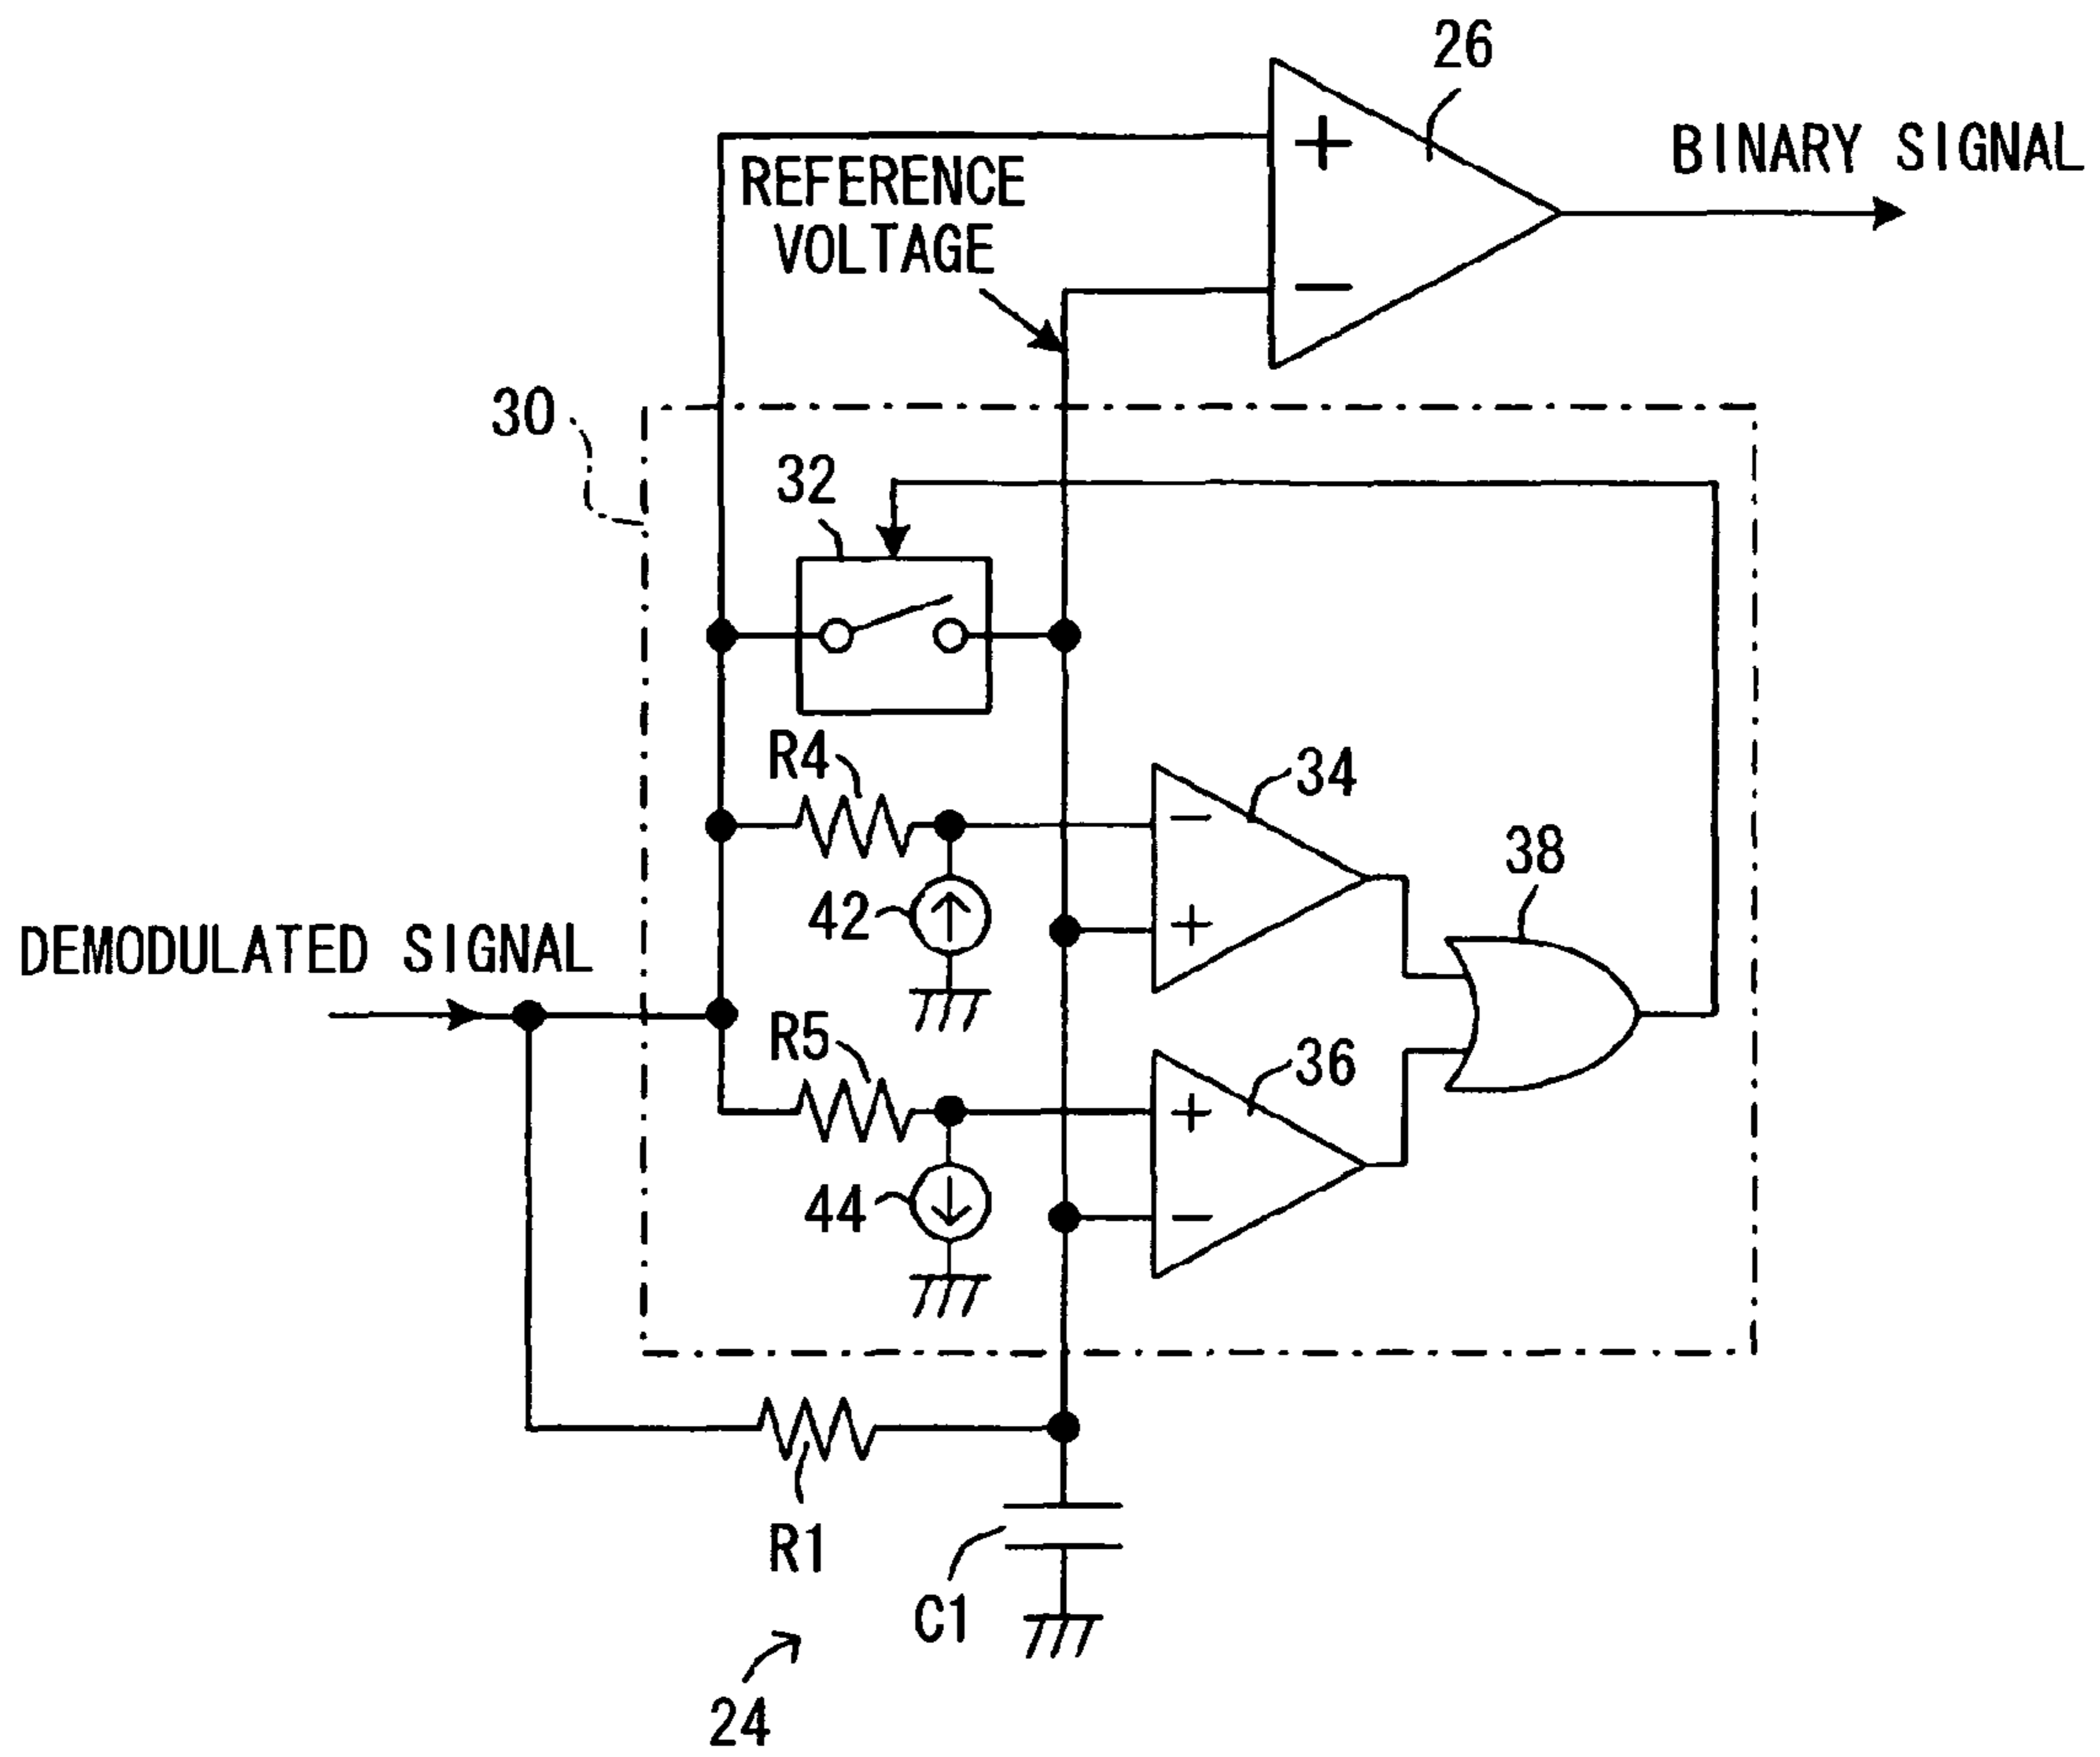 26
BINARY SIGNAL
REFERENCE
VOLTAGE
+
−
30
32
R4
34
−
+
42
38
DEMODULATED SIGNAL
R5
36
+
−
44
R1
C1
24